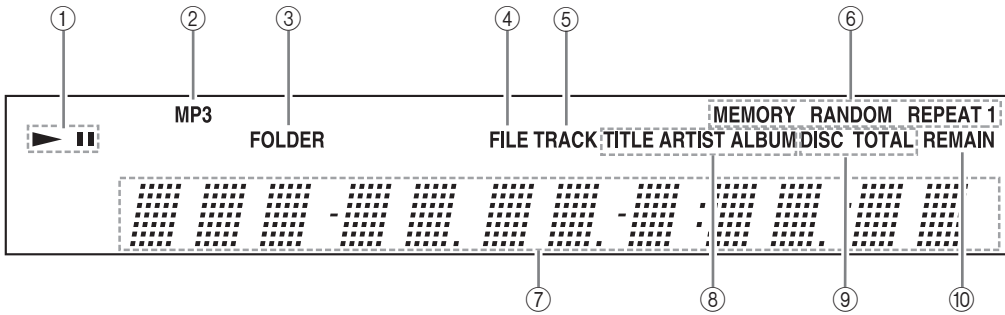 ① ② ③ ④ ⑤ ⑥
MP3
MEMORY RANDOM REPEAT 1
FOLDER FILE TRACK TITLE ARTIST ALBUM DISC TOTAL REMAIN
⑦ ⑧ ⑨ ⑩